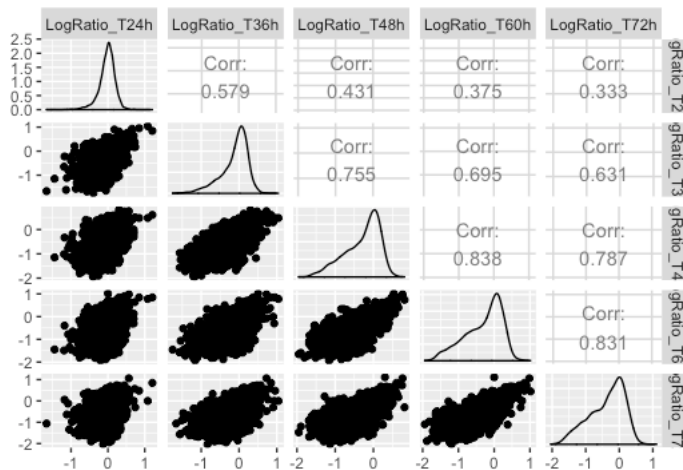 LogRatio_T24h LogRatio_T36h LogRatio_T48h LogRatio_T60h LogRatio_T72h
2.5
2.0
1.5
1.0
0.5
0.0
Corr:
0.579
Corr:
0.431
Corr:
0.375
Corr:
0.333
gRatio_T2
1
0
-1
Corr:
0.755
Corr:
0.695
Corr:
0.631
gRatio_T3
0
-1
-2
Corr:
0.838
Corr:
0.787
gRatio_T4
1
0
-1
-2
Corr:
0.831
gRatio_T6
1
0
-1
-2
gRatio_T7
-1 0 1 -1 0 1 -2 -1 0 -2 -1 0 1 -2 -1 0 1